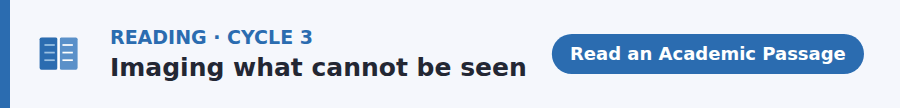 READING · CYCLE 3
Imaging what cannot be seen
Read an Academic Passage